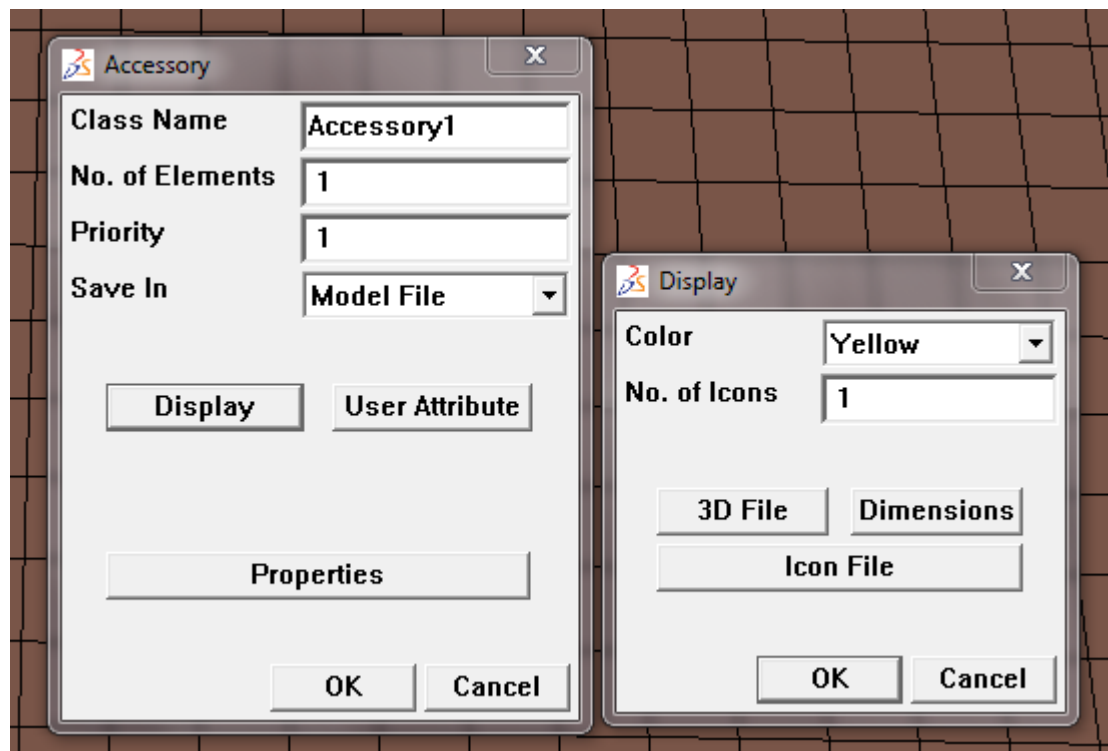 Accessory
Class Name Accessory1
No. of Elements 1
Priority 1
Save In Model File
Display User Attribute
Properties
OK Cancel
Display
Color Yellow
No. of Icons 1
3D File Dimensions
Icon File
OK Cancel